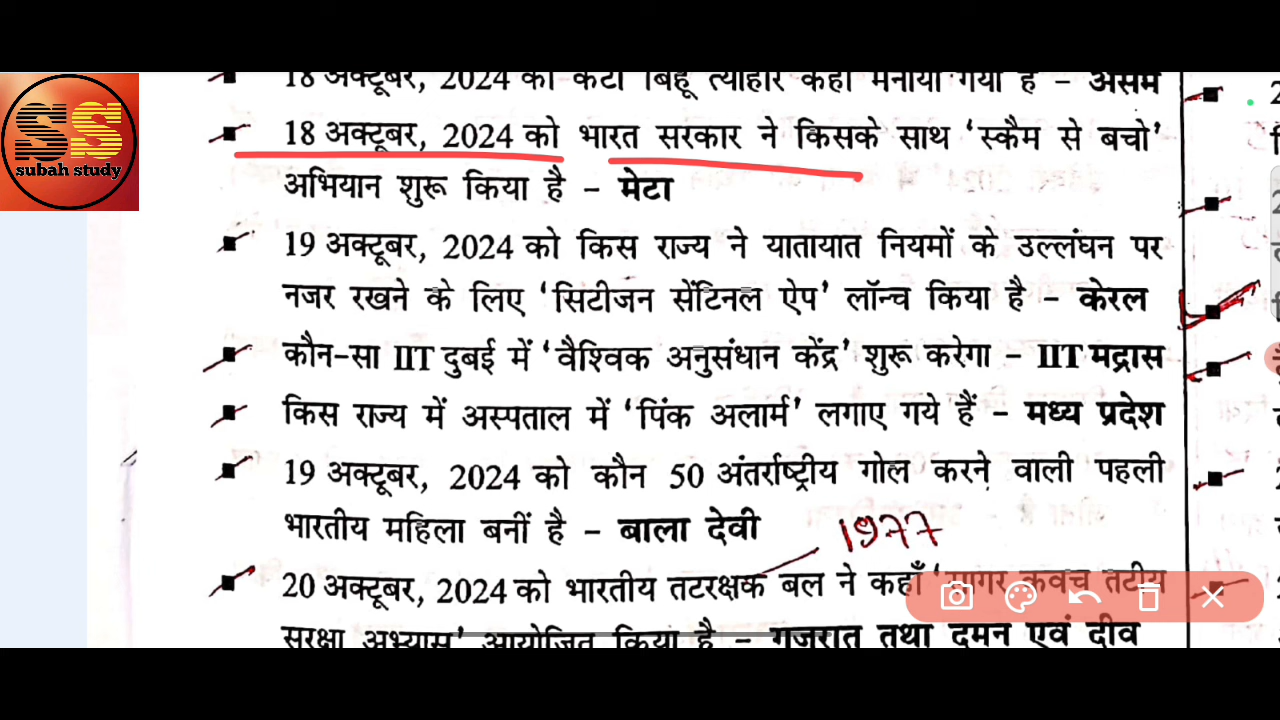 SS
subah study
18 अक्टूबर, 2024 को कटी बिहू त्योहार कहाँ मनाया गया है – असम
18 अक्टूबर, 2024 को भारत सरकार ने किसके साथ ‘स्कैम से बचो’
अभियान शुरू किया है – मेटा
19 अक्टूबर, 2024 को किस राज्य ने यातायात नियमों के उल्लंघन पर
नजर रखने के लिए ‘सिटीजन सेंटिनल ऐप’ लॉन्च किया है – केरल
कौन-सा IIT दुबई में ‘वैश्विक अनुसंधान केंद्र’ शुरू करेगा – IIT मद्रास
किस राज्य में अस्पताल में ‘पिंक अलार्म’ लगाए गये हैं – मध्य प्रदेश
19 अक्टूबर, 2024 को कौन 50 अंतर्राष्ट्रीय गोल करने वाली पहली
भारतीय महिला बनीं है – बाला देवी
1977
20 अक्टूबर, 2024 को भारतीय तटरक्षक बल ने कहाँ ‘सागर कवच तटीय
सुरक्षा अभ्यास’ आयोजित किया है – गुजरात तथा दमन एवं दीव